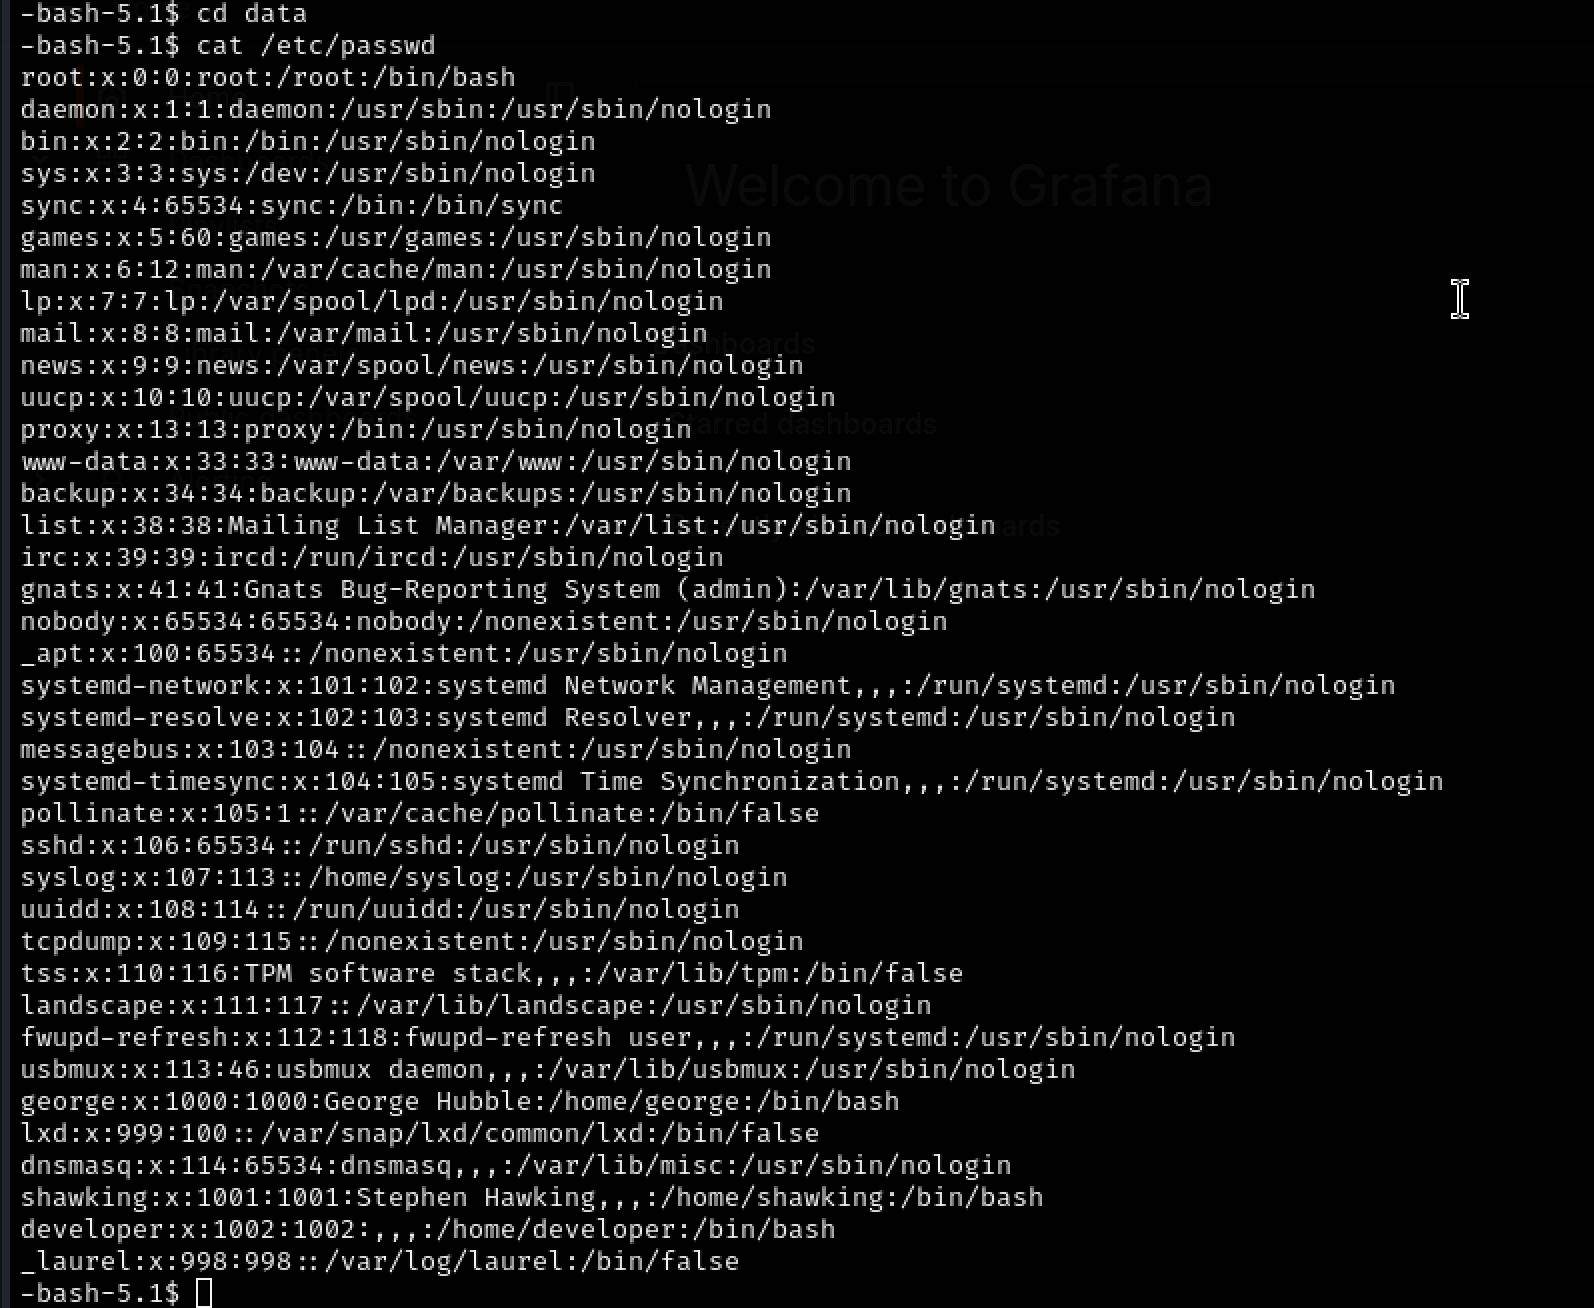 -bash-5.1$ cd data
-bash-5.1$ cat /etc/passwd
root:x:0:0:root:/root:/bin/bash
daemon:x:1:1:daemon:/usr/sbin:/usr/sbin/nologin
bin:x:2:2:bin:/bin:/usr/sbin/nologin
sys:x:3:3:sys:/dev:/usr/sbin/nologin
Welcome to Grafana
sync:x:4:65534:sync:/bin:/bin/sync
games:x:5:60:games:/usr/games:/usr/sbin/nologin
man:x:6:12:man:/var/cache/man:/usr/sbin/nologin
lp:x:7:7:lp:/var/spool/lpd:/usr/sbin/nologin
mail:x:8:8:mail:/var/mail:/usr/sbin/nologin
news:x:9:9:news:/var/spool/news:/usr/sbin/nologin
uucp:x:10:10:uucp:/var/spool/uucp:/usr/sbin/nologin
proxy:x:13:13:proxy:/bin:/usr/sbin/nologin
Starred dashboards
www-data:x:33:33:www-data:/var/www:/usr/sbin/nologin
backup:x:34:34:backup:/var/backups:/usr/sbin/nologin
list:x:38:38:Mailing List Manager:/var/list:/usr/sbin/nologin
irc:x:39:39:ircd:/run/ircd:/usr/sbin/nologin
gnats:x:41:41:Gnats Bug-Reporting System (admin):/var/lib/gnats:/usr/sbin/nologin
nobody:x:65534:65534:nobody:/nonexistent:/usr/sbin/nologin
_apt:x:100:65534::/nonexistent:/usr/sbin/nologin
systemd-network:x:101:102:systemd Network Management,,,:/run/systemd:/usr/sbin/nologin
systemd-resolve:x:102:103:systemd Resolver,,,:/run/systemd:/usr/sbin/nologin
messagebus:x:103:104::/nonexistent:/usr/sbin/nologin
systemd-timesync:x:104:105:systemd Time Synchronization,,,:/run/systemd:/usr/sbin/nologin
pollinate:x:105:1::/var/cache/pollinate:/bin/false
sshd:x:106:65534::/run/sshd:/usr/sbin/nologin
syslog:x:107:113::/home/syslog:/usr/sbin/nologin
uuidd:x:108:114::/run/uuidd:/usr/sbin/nologin
tcpdump:x:109:115::/nonexistent:/usr/sbin/nologin
tss:x:110:116:TPM software stack,,,:/var/lib/tpm:/bin/false
landscape:x:111:117::/var/lib/landscape:/usr/sbin/nologin
fwupd-refresh:x:112:118:fwupd-refresh user,,,:/run/systemd:/usr/sbin/nologin
usbmux:x:113:46:usbmux daemon,,,:/var/lib/usbmux:/usr/sbin/nologin
george:x:1000:1000:George Hubble:/home/george:/bin/bash
lxd:x:999:100::/var/snap/lxd/common/lxd:/bin/false
dnsmasq:x:114:65534:dnsmasq,,,:/var/lib/misc:/usr/sbin/nologin
shawking:x:1001:1001:Stephen Hawking,,,:/home/shawking:/bin/bash
developer:x:1002:1002:,,,:/home/developer:/bin/bash
_laurel:x:998:998::/var/log/laurel:/bin/false
-bash-5.1$